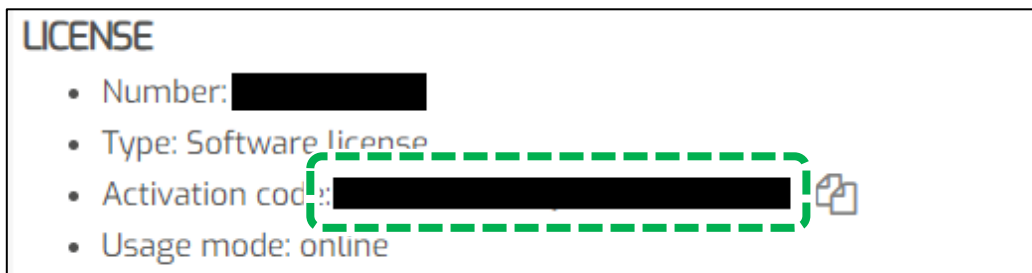 LICENSE
• Number:
• Type: Software license
• Activation code:
• Usage mode: online